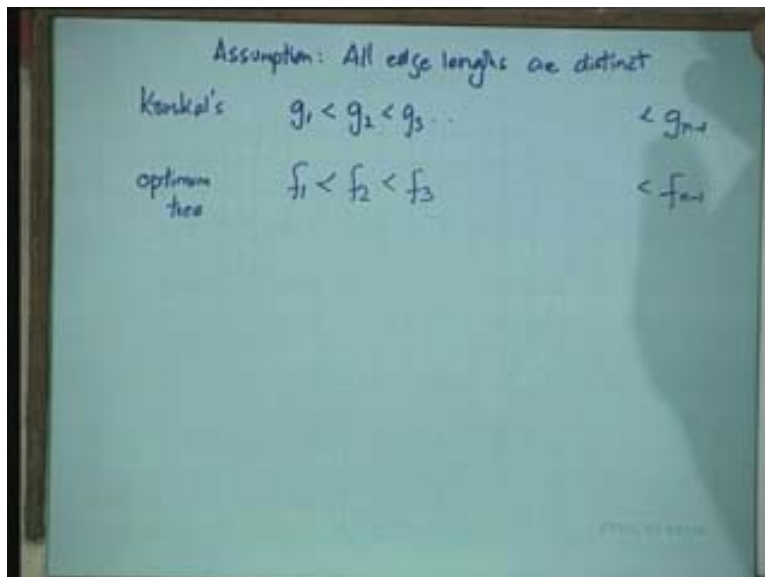 Assumption: All edge lengths are distinct
Kruskal's g₁ < g₂ < g₃ .. < gₙ₋₁
optimum f₁ < f₂ < f₃ < fₙ₋₁
tree